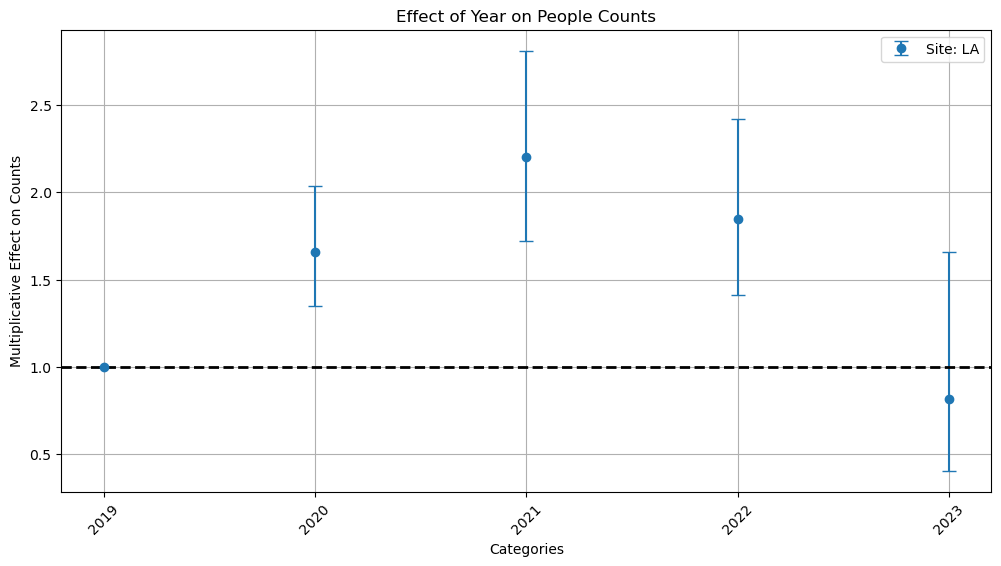 Effect of Year on People Counts
Site: LA
Multiplicative Effect on Counts
2.5
2.0
1.5
1.0
0.5
2019
2020
2021
2022
2023
Categories